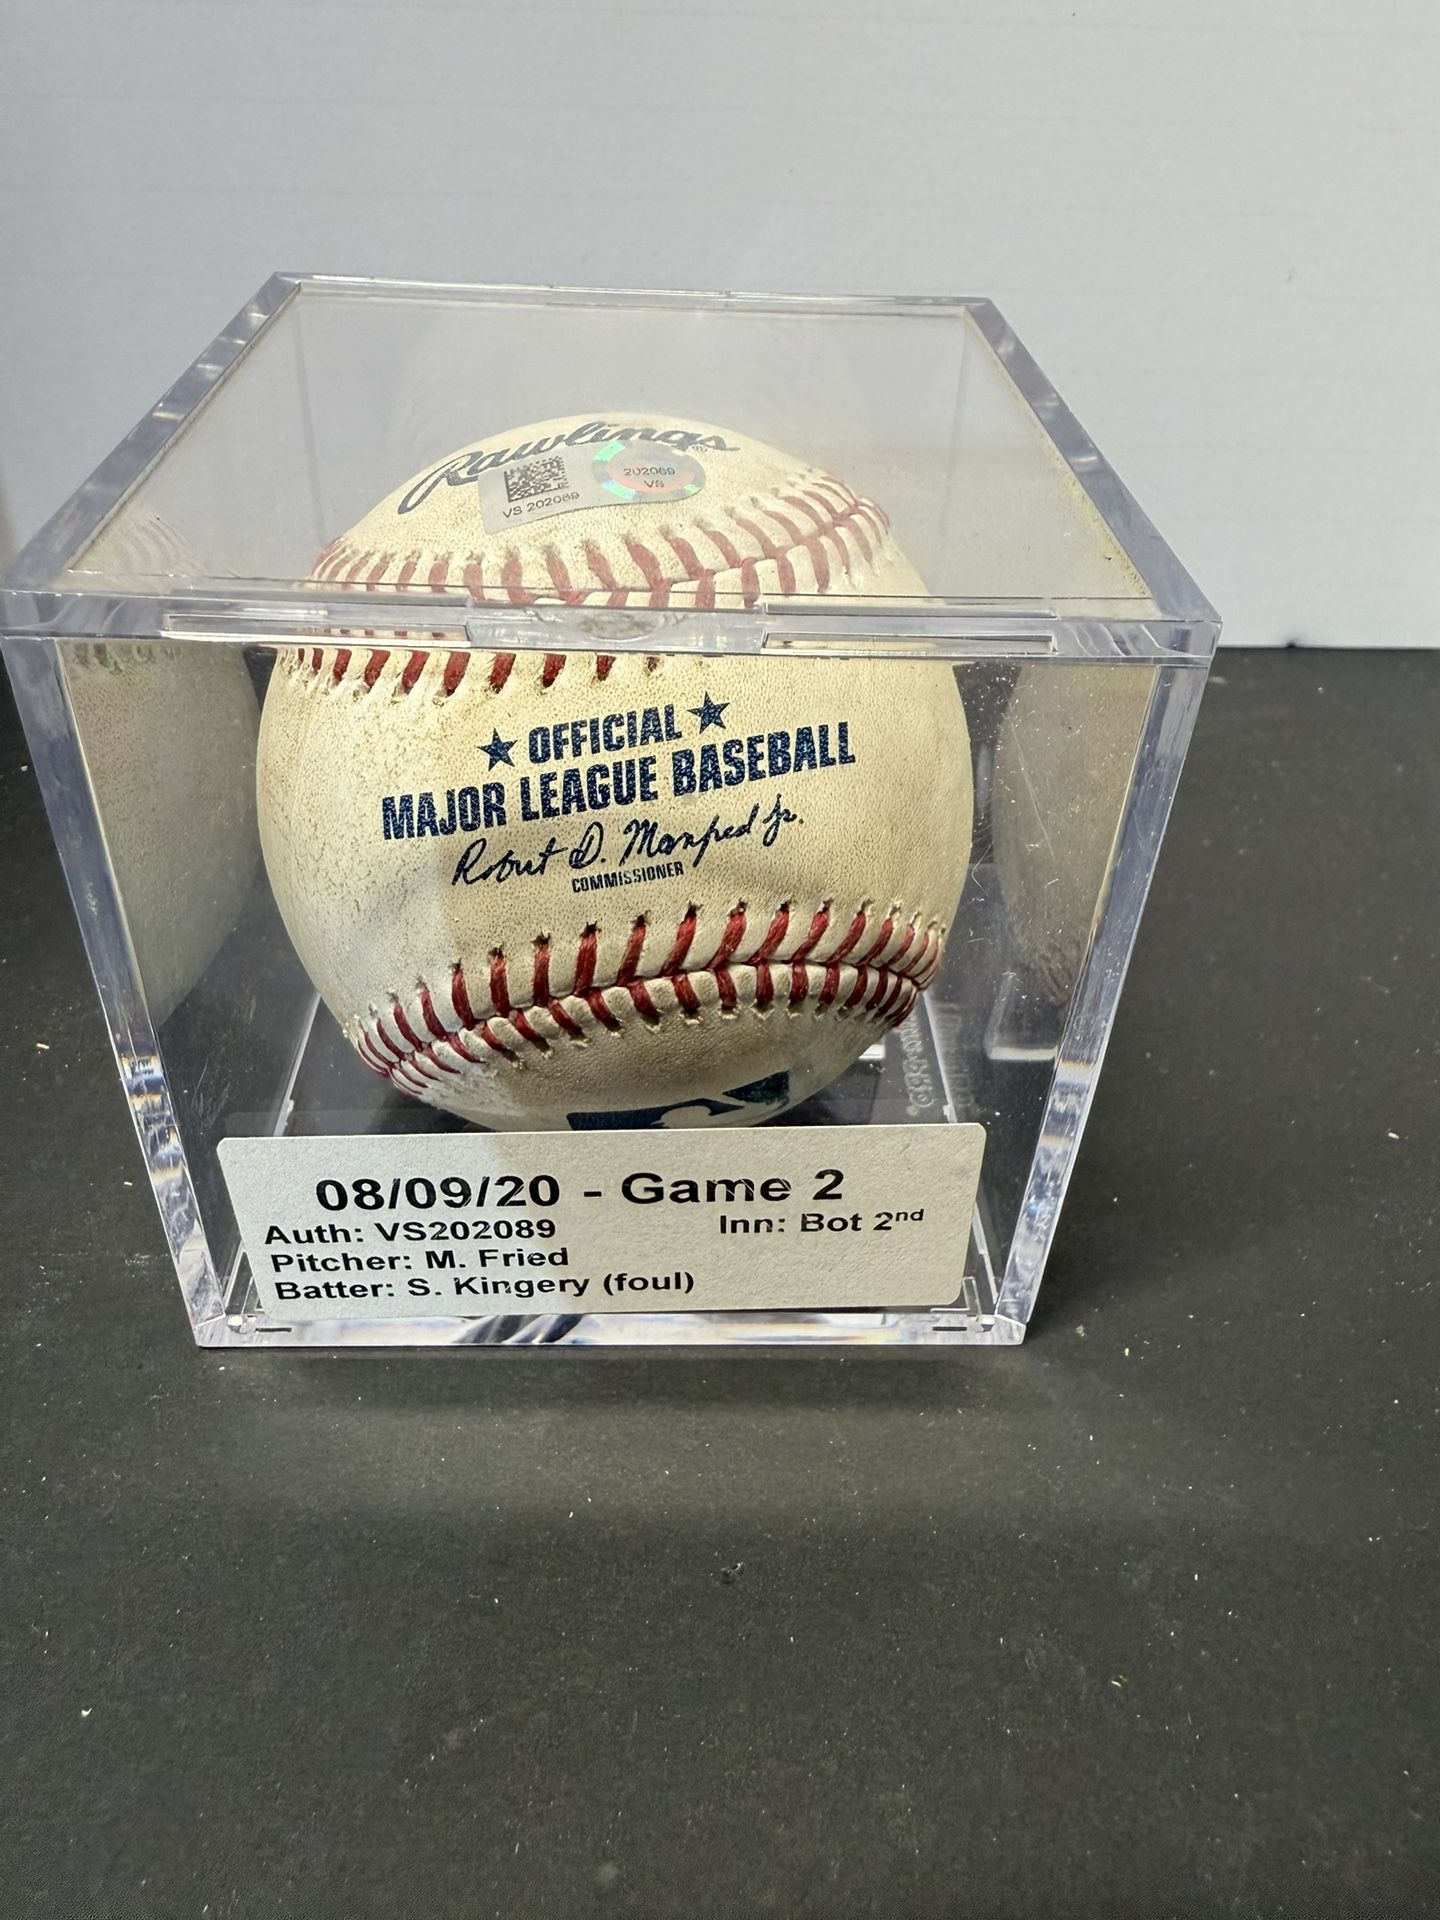 Rawlings®
202089
VS
VS 202089
★ OFFICIAL ★
MAJOR LEAGUE BASEBALL
Robert D. Manfred Jr.
COMMISSIONER
08/09/20 - Game 2
Auth: VS202089 Inn: Bot 2nd
Pitcher: M. Fried
Batter: S. Kingery (foul)